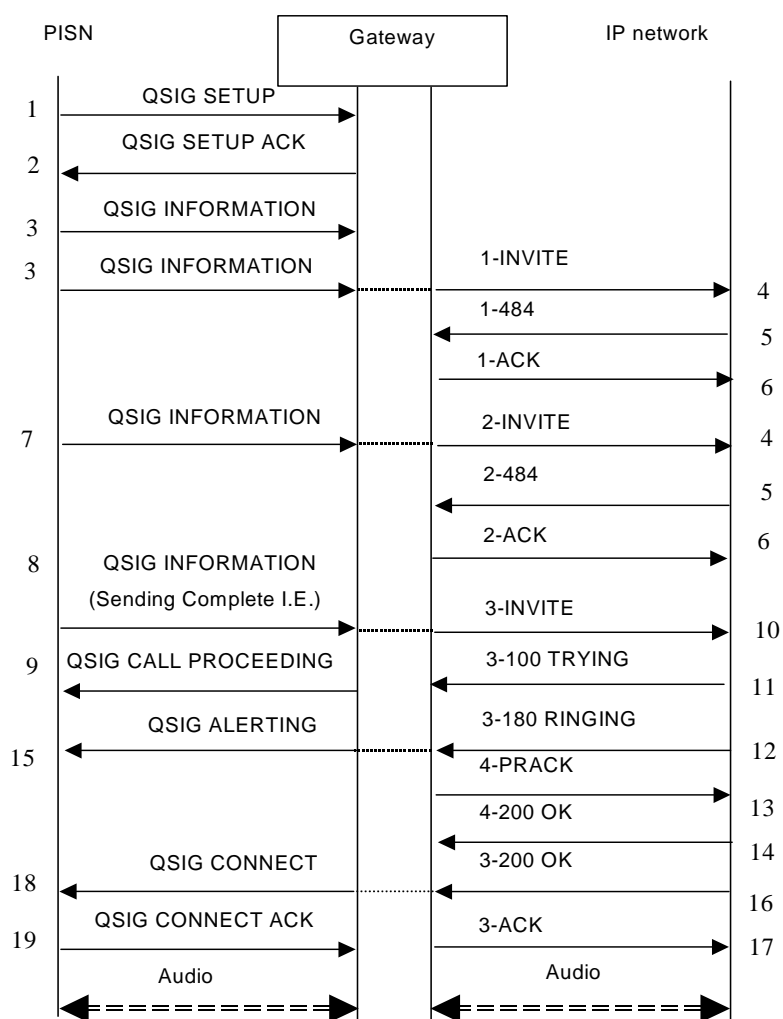 PISN Gateway IP network
1 QSIG SETUP
QSIG SETUP ACK
2
QSIG INFORMATION
3
3 QSIG INFORMATION 1-INVITE 4
1-484 5
1-ACK 6
7 QSIG INFORMATION 2-INVITE 4
2-484 5
8 QSIG INFORMATION 2-ACK 6
(Sending Complete I.E.) 3-INVITE 10
9 QSIG CALL PROCEEDING 3-100 TRYING 11
15 QSIG ALERTING 3-180 RINGING 12
4-PRACK 13
4-200 OK 14
18 QSIG CONNECT 3-200 OK 16
19 QSIG CONNECT ACK 3-ACK 17
Audio Audio